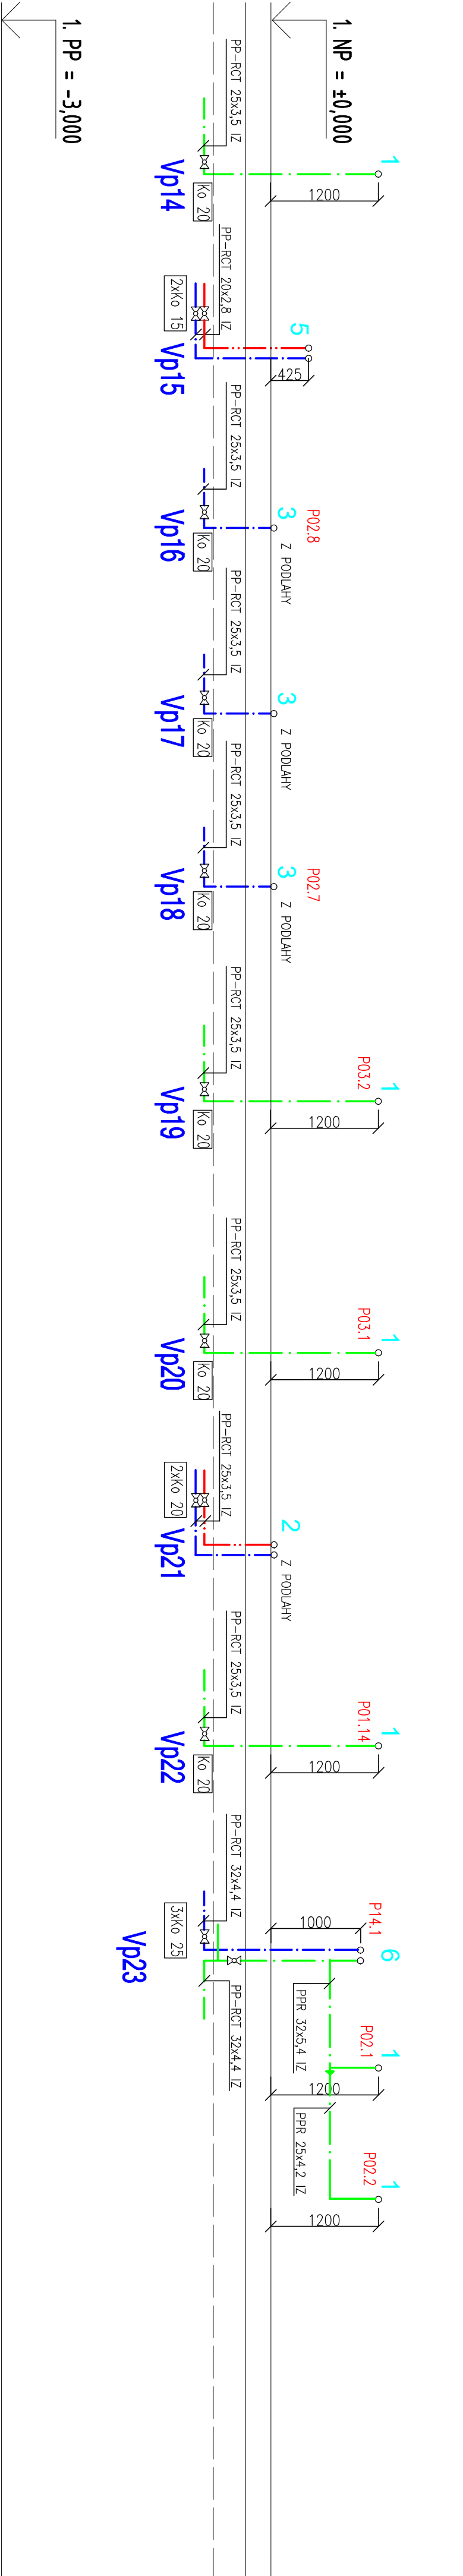 1. NP = ±0,000
1. PP = -3,000
1
1200
PP-RCT 25x3,5 IZ
Ko 20
Vp14
5
425
PP-RCT 20x2,8 IZ
2xKo 15
Vp15
P02.8
3
Z PODLAHY
PP-RCT 25x3,5 IZ
Ko 20
Vp16
3
Z PODLAHY
PP-RCT 25x3,5 IZ
Ko 20
Vp17
P02.7
3
Z PODLAHY
PP-RCT 25x3,5 IZ
Ko 20
Vp18
1
P03.2
1200
PP-RCT 25x3,5 IZ
Ko 20
Vp19
1
P03.1
1200
PP-RCT 25x3,5 IZ
Ko 20
Vp20
2
Z PODLAHY
PP-RCT 25x3,5 IZ
2xKo 20
Vp21
1
P01.14
1200
PP-RCT 25x3,5 IZ
Ko 20
Vp22
6
P14.1
1000
PP-RCT 32x4,4 IZ
PP-RCT 32x4,4 IZ
3xKo 25
Vp23
PPR 32x5,4 IZ
1
P02.1
1200
PPR 25x4,2 IZ
1
P02.2
1200